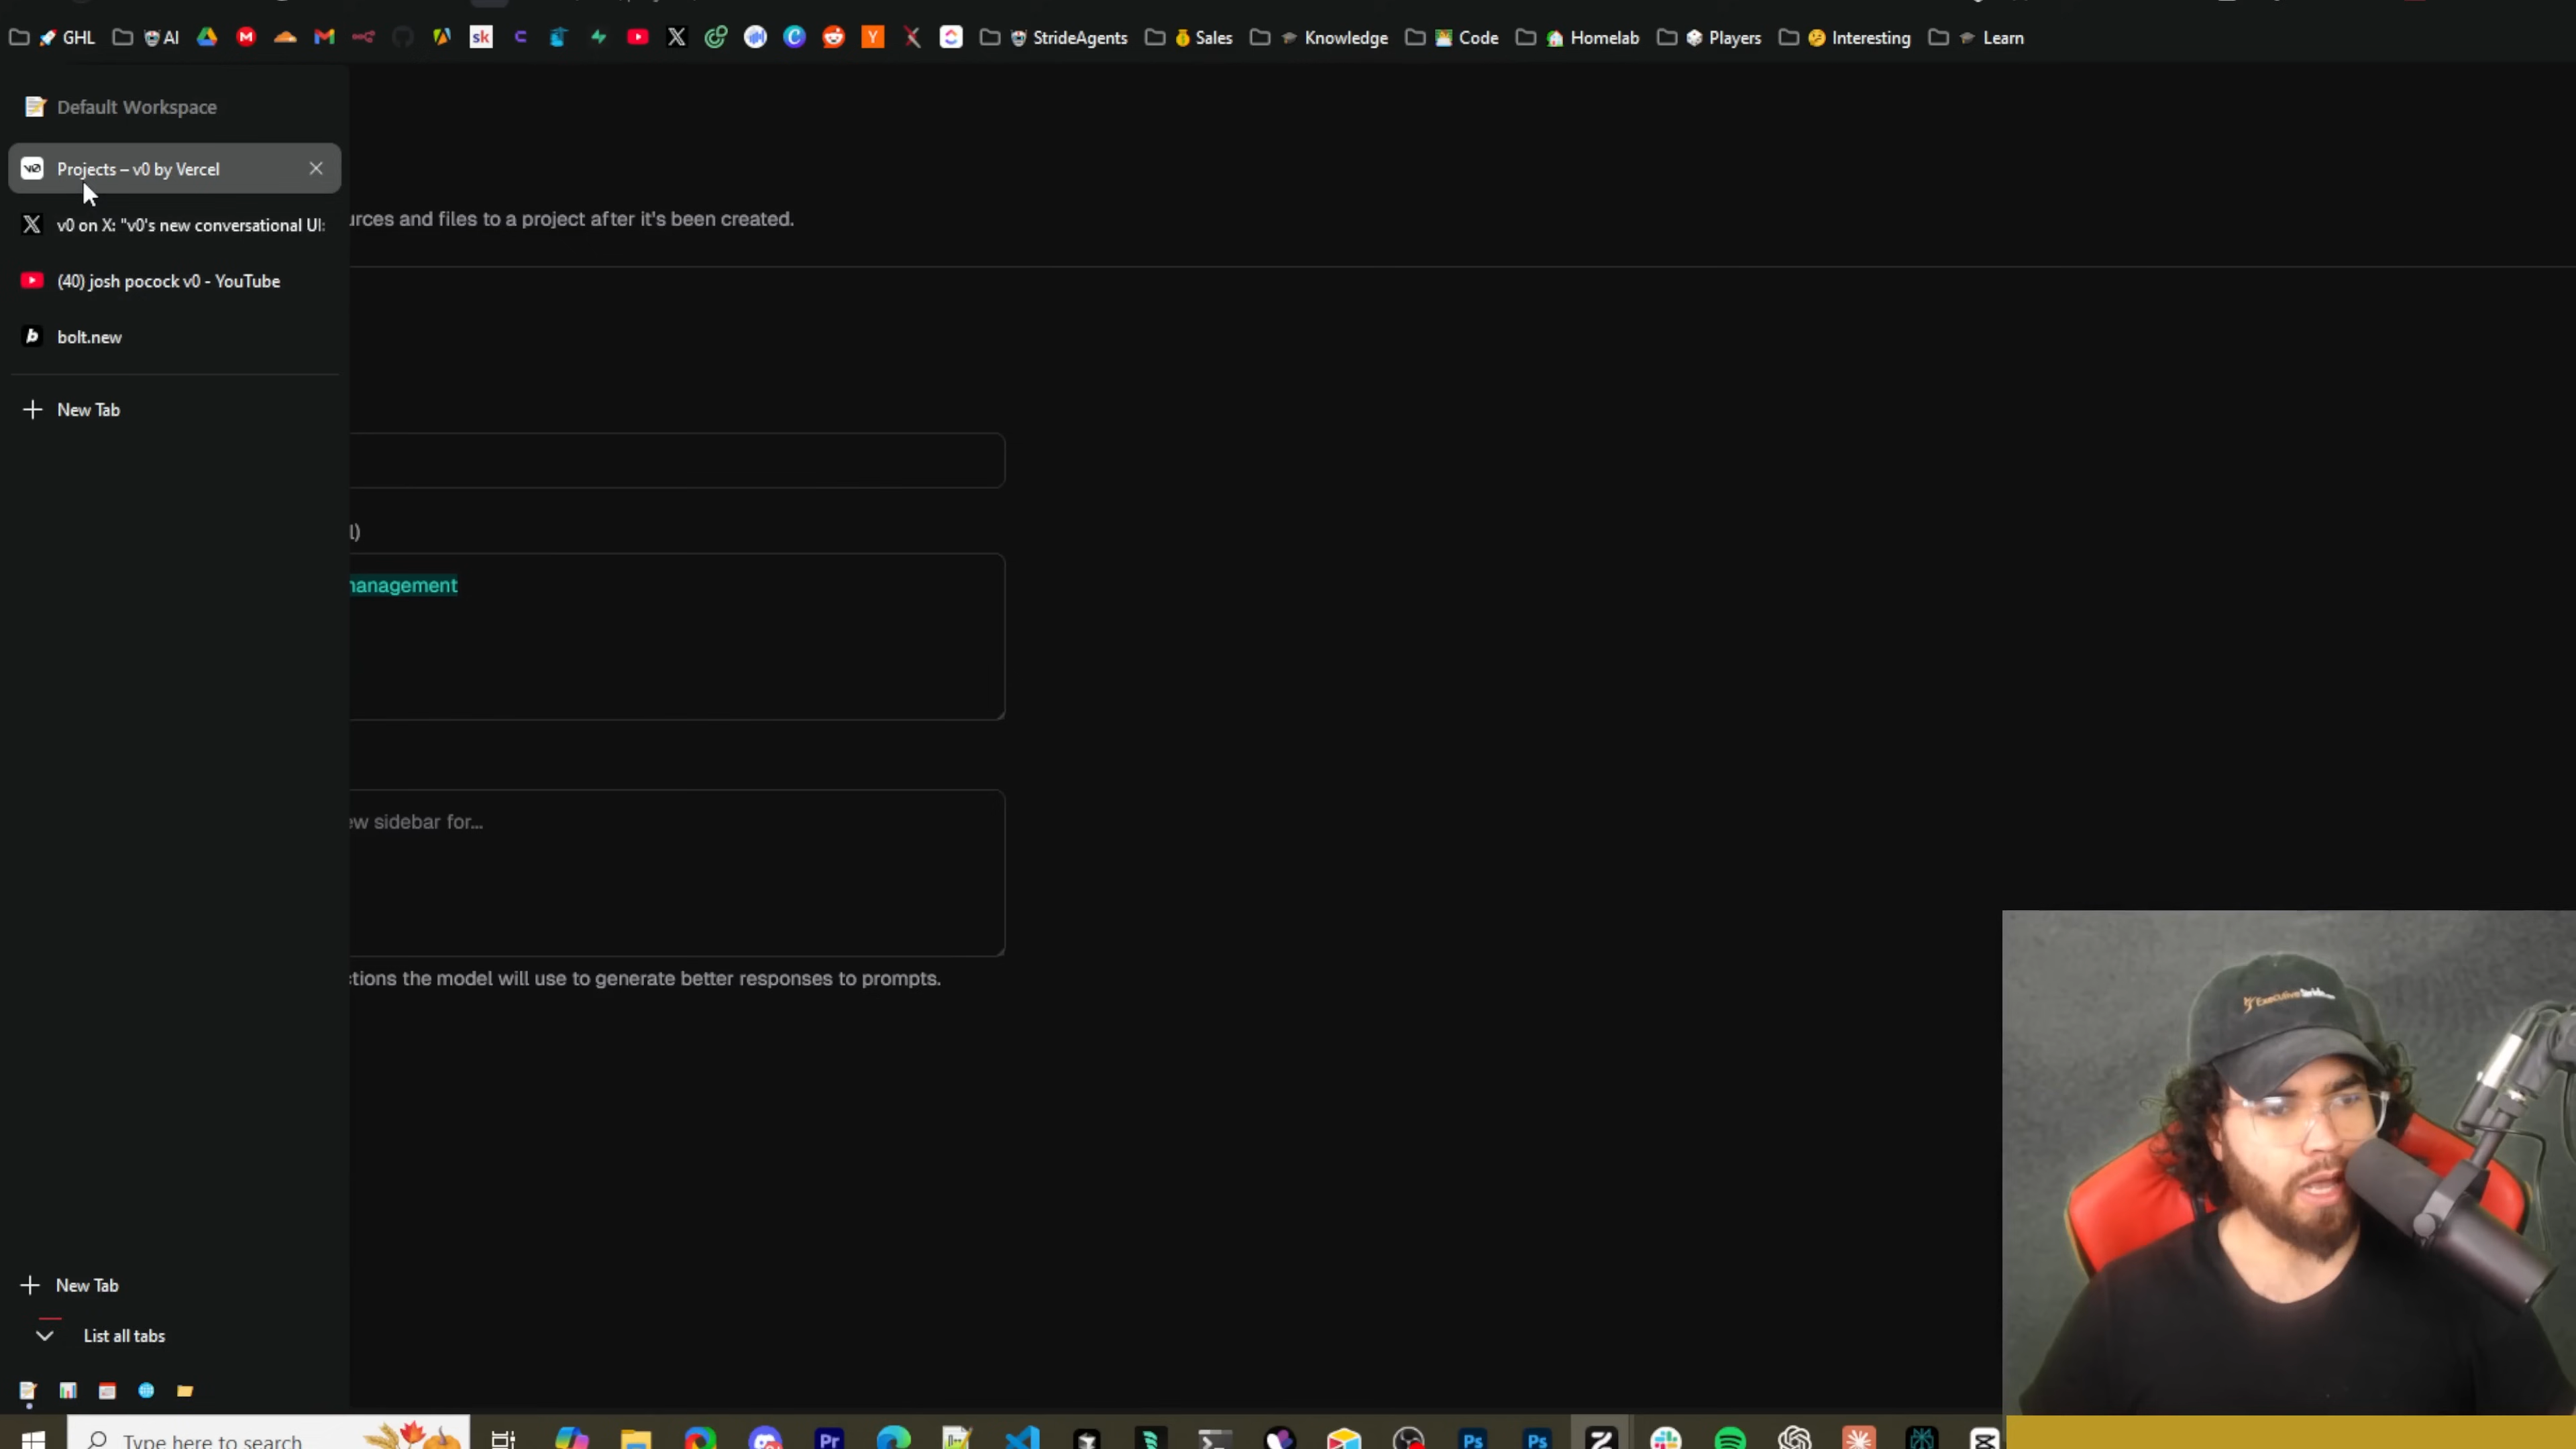 GHL AI sk StrideAgents Sales Knowledge Code Homelab Players Interesting Learn
Default Workspace
Projects – v0 by Vercel
v0 on X: "v0's new conversational UI:
urces and files to a project after it's been created.
(40) josh pocock v0 - YouTube
bolt.new
New Tab
l)
nanagement
ew sidebar for...
ctions the model will use to generate better responses to prompts.
New Tab
List all tabs
Type here to search